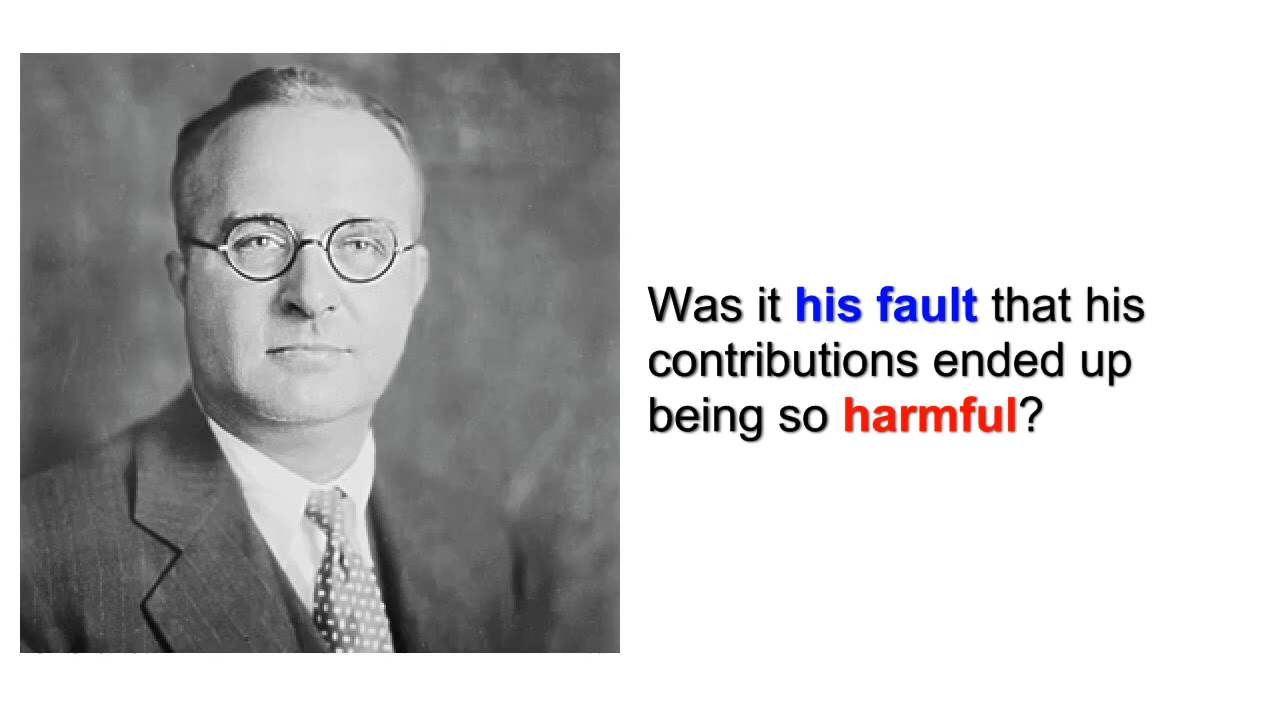 Was it his fault that his
contributions ended up
being so harmful?